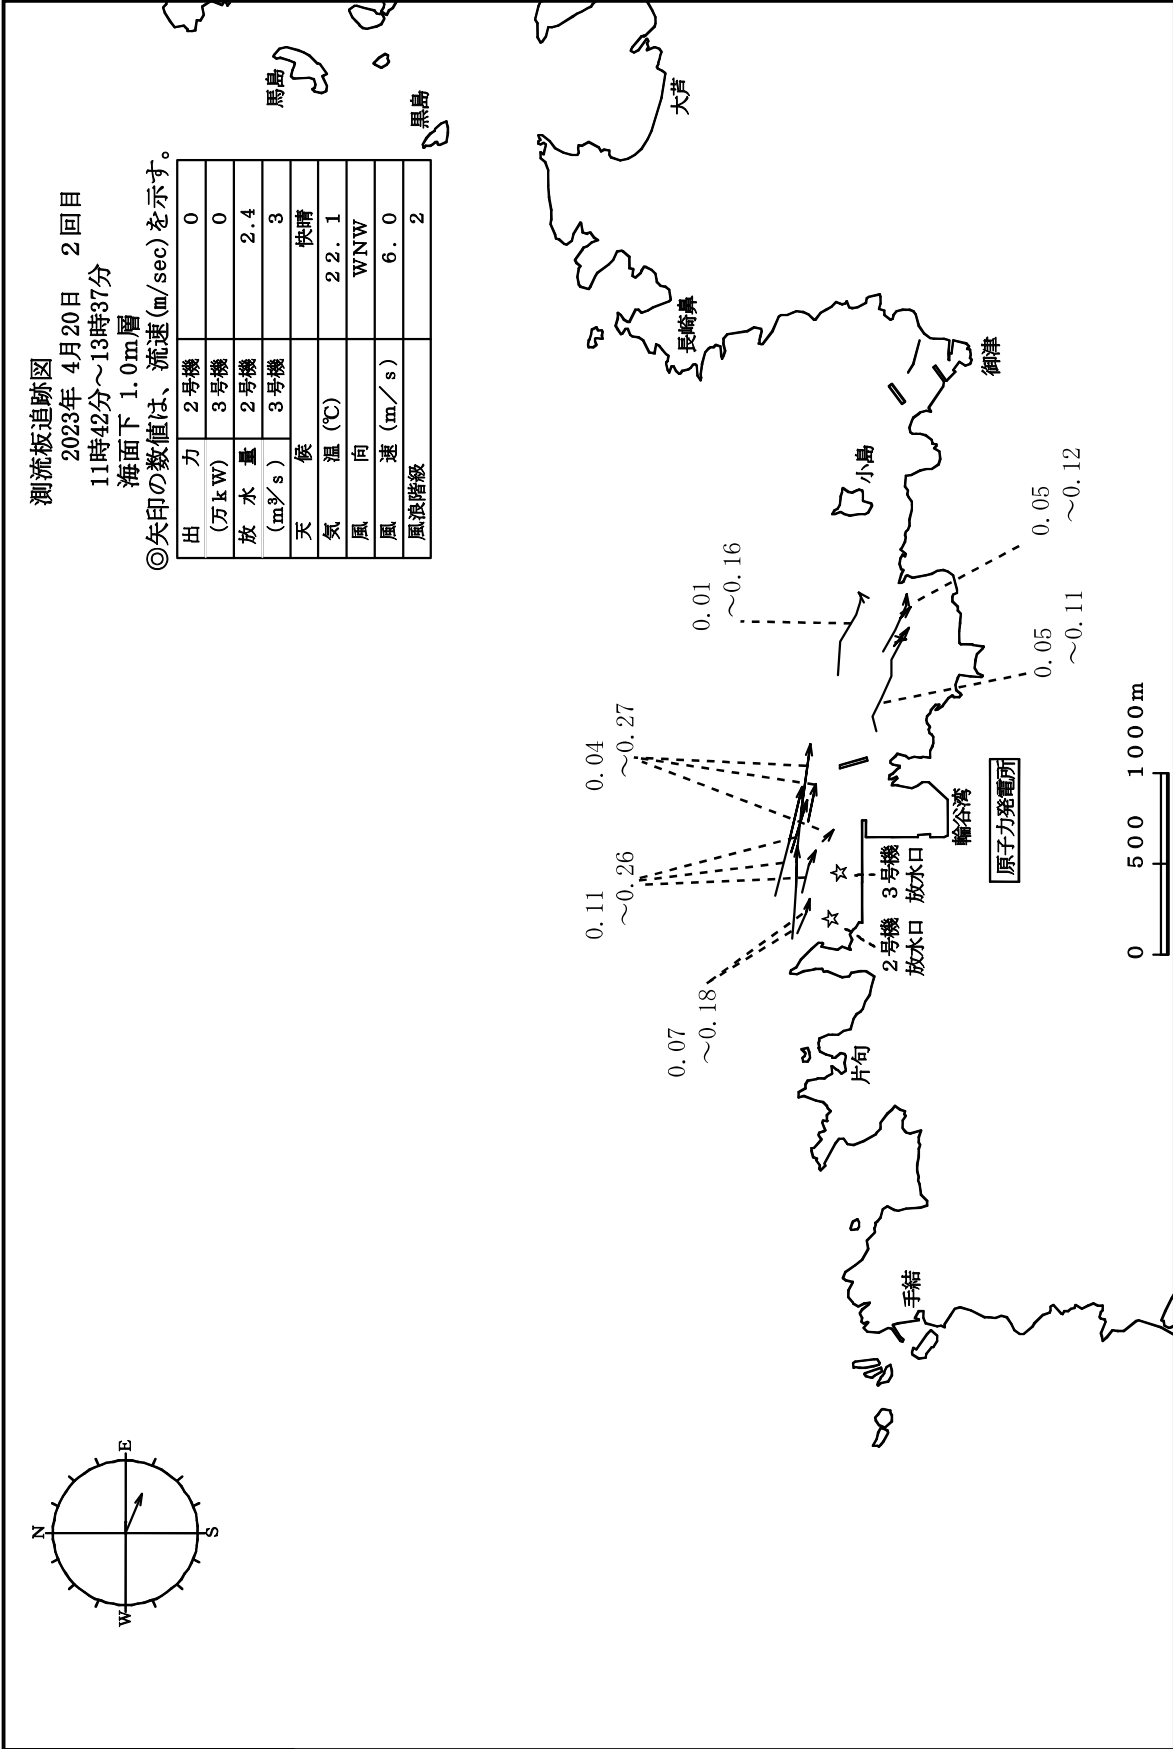 測流板追跡図
2023年 4月20日 2回目
11時42分～13時37分
海面下 1.0m層
◎矢印の数値は、流速(m/sec)を示す。
出力 2号機 0
(万kW) 3号機 0
放水量 2号機 2.4
(m³/s) 3号機 3
天候 快晴
気温(℃) 22.1
風向 WNW
風速(m/s) 6.0
風浪階級 2
N
W
E
S
馬島
黒島
大芦
長崎鼻
御津
小島
0.01
～0.16
0.05
～0.12
0.05
～0.11
0.04
～0.27
0.11
～0.26
0.07
～0.18
輪谷湾
原子力発電所
3号機
放水口
2号機
放水口
片句
手結
0 500 1000m